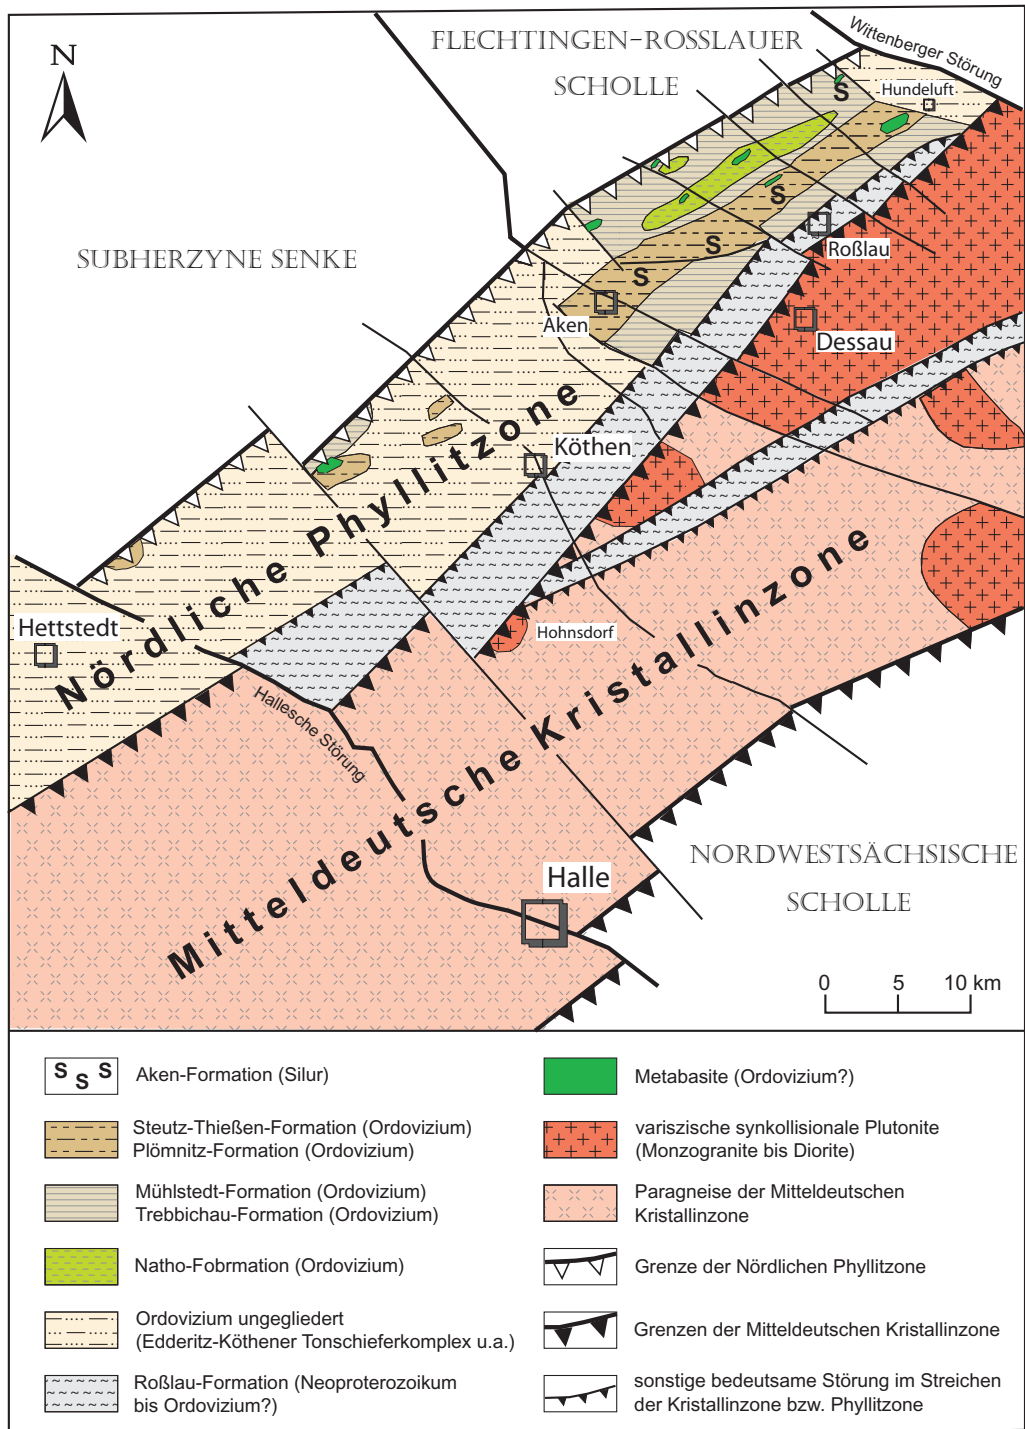 N
FLECHTINGEN-ROSSLAUER
SCHOLLE
Wittenberger Störung
Hundeluft
S
SUBHERZYNE SENKE
S
Roßlau
S
S
Aken
Dessau
Köthen
Nördliche Phyllitzone
Hettstedt
Hohnsdorf
Hallesche Störung
Mitteldeutsche Kristallinzone
NORDWESTSÄCHSISCHE
SCHOLLE
Halle
0 5 10 km
S S S
Aken-Formation (Silur)
Steutz-Thießen-Formation (Ordovizium)
Plömnitz-Formation (Ordovizium)
Mühlstedt-Formation (Ordovizium)
Trebbichau-Formation (Ordovizium)
Natho-Fobrmation (Ordovizium)
Ordovizium ungegliedert
(Edderitz-Köthener Tonschieferkomplex u.a.)
Roßlau-Formation (Neoproterozoikum
bis Ordovizium?)
Metabasite (Ordovizium?)
variszische synkollisionale Plutonite
(Monzogranite bis Diorite)
Paragneise der Mitteldeutschen
Kristallinzone
Grenze der Nördlichen Phyllitzone
Grenzen der Mitteldeutschen Kristallinzone
sonstige bedeutsame Störung im Streichen
der Kristallinzone bzw. Phyllitzone